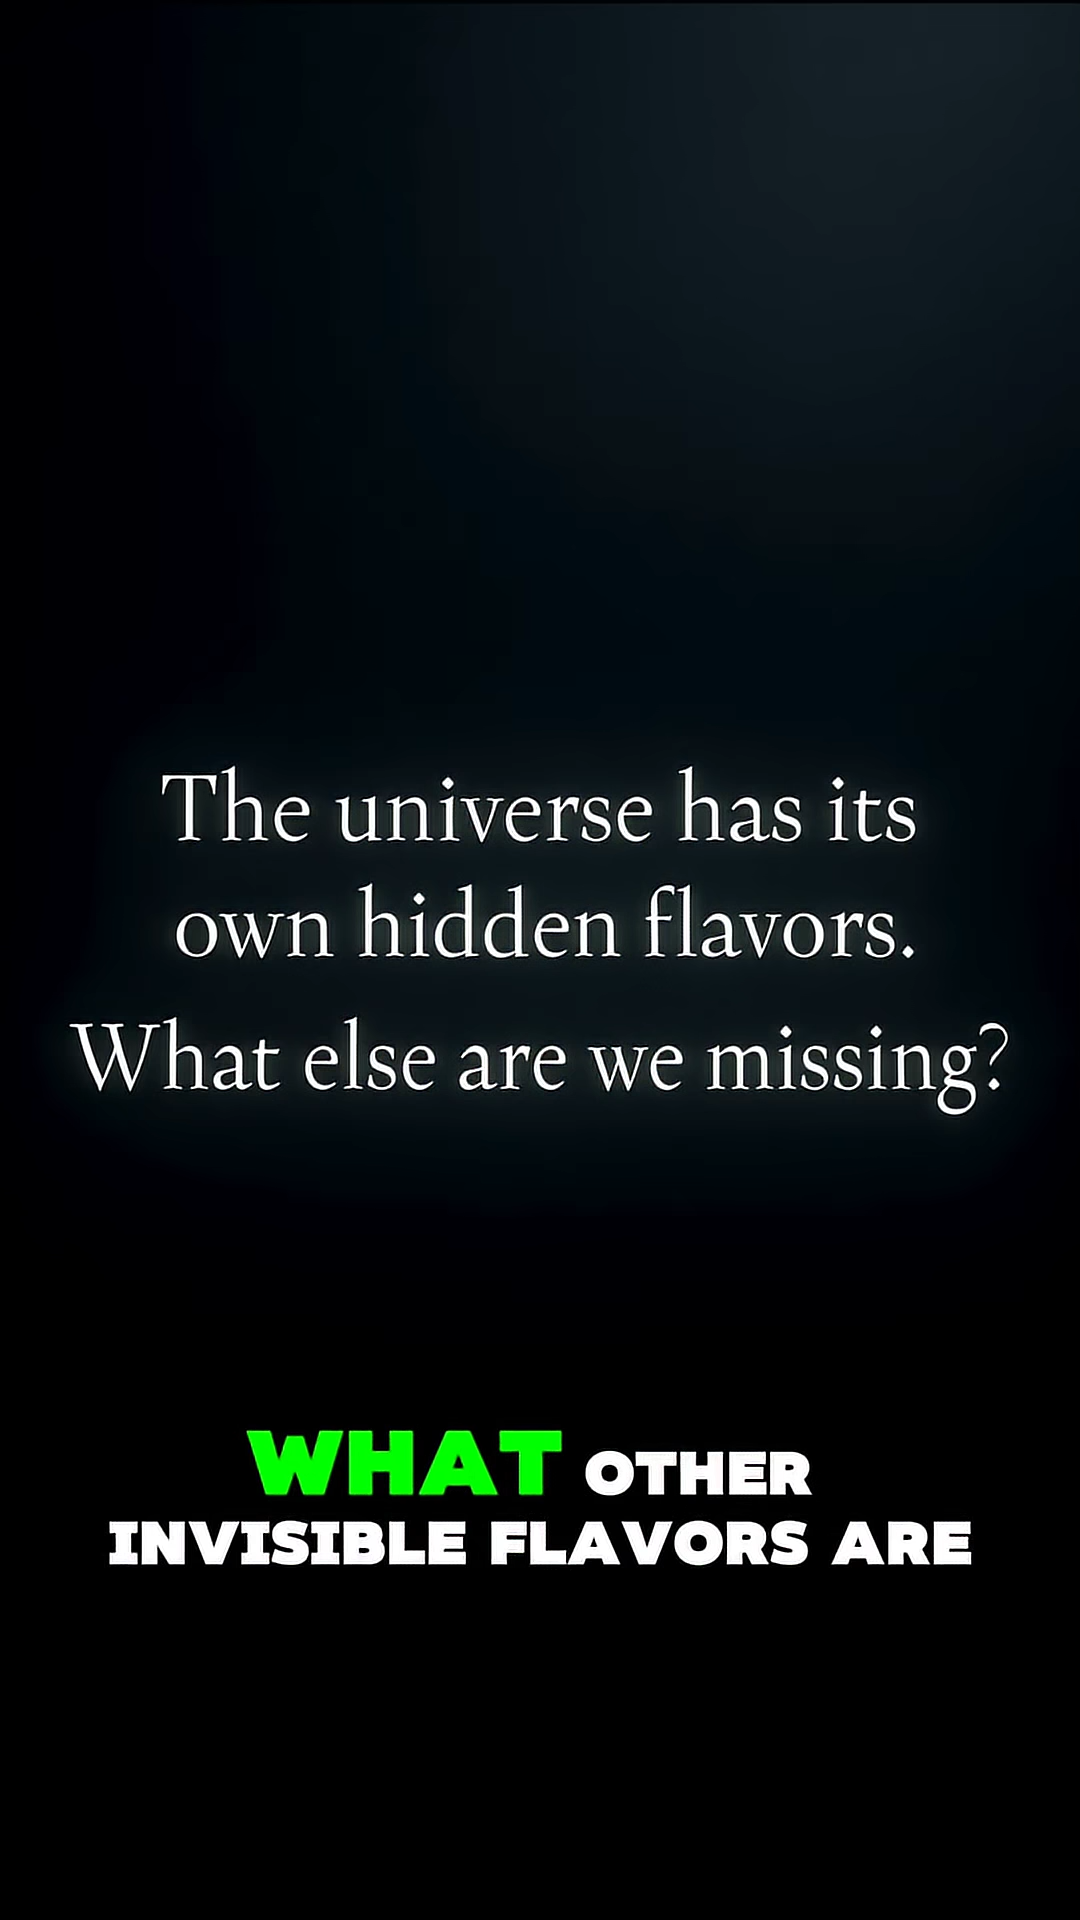 The universe has its
own hidden flavors.
What else are we missing?
WHAT OTHER
INVISIBLE FLAVORS ARE